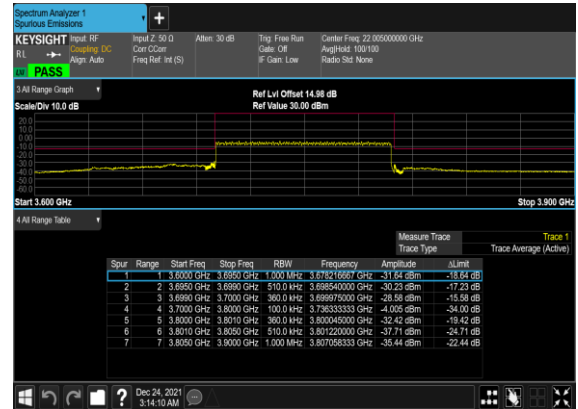 Spectrum Analyzer 1
Spurious Emissions
+
KEYSIGHT Input: RF Input Z: 50 Ω Atten: 30 dB Trig: Free Run Center Freq: 22.005000000 GHz
RL Coupling: DC Corr CCorr Gate: Off Avg|Hold: 100/100
Align: Auto Freq Ref: Int (S) IF Gain: Low Radio Std: None
PASS
3 All Range Graph
Ref Lvl Offset 14.98 dB
Scale/Div 10.0 dB Ref Value 30.00 dBm
20.0
10.0
0.00
-10.0
-20.0
-30.0
-40.0
-50.0
-60.0
Start 3.600 GHz Stop 3.900 GHz
4 All Range Table
Measure Trace Trace 1
Trace Type Trace Average (Active)
Spur Range Start Freq Stop Freq RBW Frequency Amplitude ΔLimit
1 1 3.6000 GHz 3.6950 GHz 1.000 MHz 3.678216667 GHz -31.64 dBm -18.64 dB
2 2 3.6950 GHz 3.6990 GHz 510.0 kHz 3.698540000 GHz -30.23 dBm -17.23 dB
3 3 3.6990 GHz 3.7000 GHz 360.0 kHz 3.699975000 GHz -28.58 dBm -15.58 dB
4 4 3.7000 GHz 3.8000 GHz 100.0 kHz 3.736333333 GHz -4.005 dBm -34.00 dB
5 5 3.8000 GHz 3.8010 GHz 360.0 kHz 3.800045000 GHz -32.42 dBm -19.42 dB
6 6 3.8010 GHz 3.8050 GHz 510.0 kHz 3.801220000 GHz -37.71 dBm -24.71 dB
7 7 3.8050 GHz 3.9000 GHz 1.000 MHz 3.807058333 GHz -35.44 dBm -22.44 dB
? Dec 24, 2021
3:14:10 AM